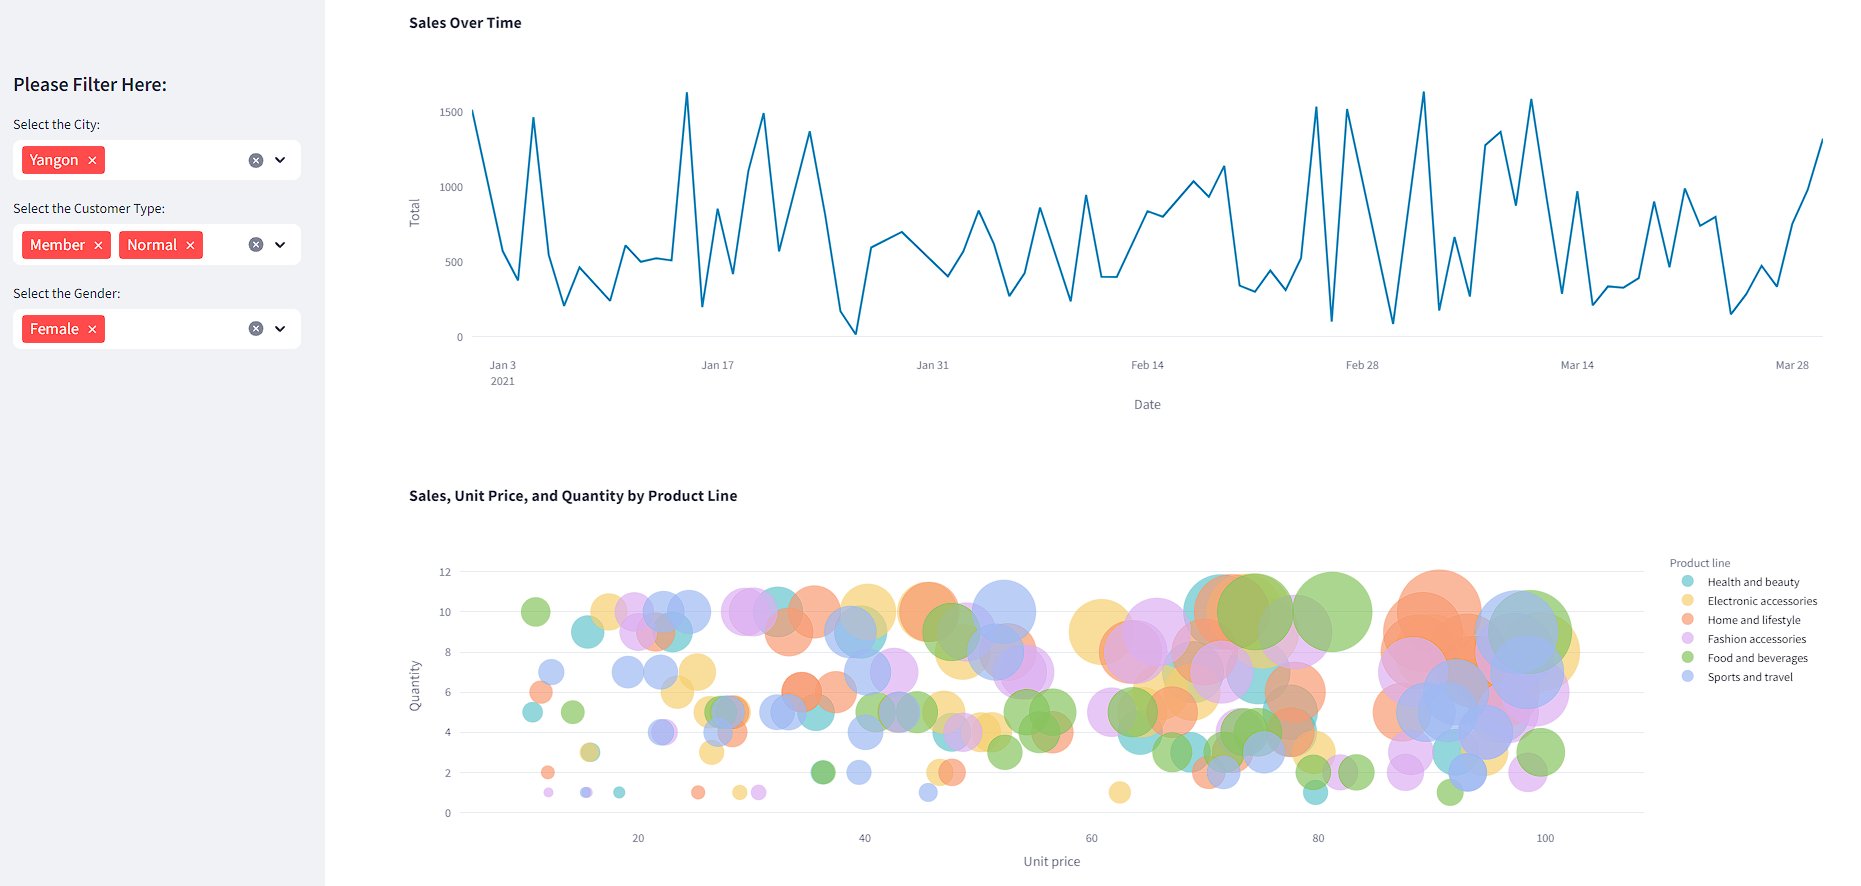 Please Filter Here:
Select the City:
Yangon
Select the Customer Type:
Member Normal
Select the Gender:
Female
Sales Over Time
Total
1500
1000
500
0
Jan 3
2021
Jan 17
Jan 31
Feb 14
Feb 28
Mar 14
Mar 28
Date
Sales, Unit Price, and Quantity by Product Line
Quantity
12
10
8
6
4
2
0
20
40
60
80
100
Unit price
Product line
Health and beauty
Electronic accessories
Home and lifestyle
Fashion accessories
Food and beverages
Sports and travel